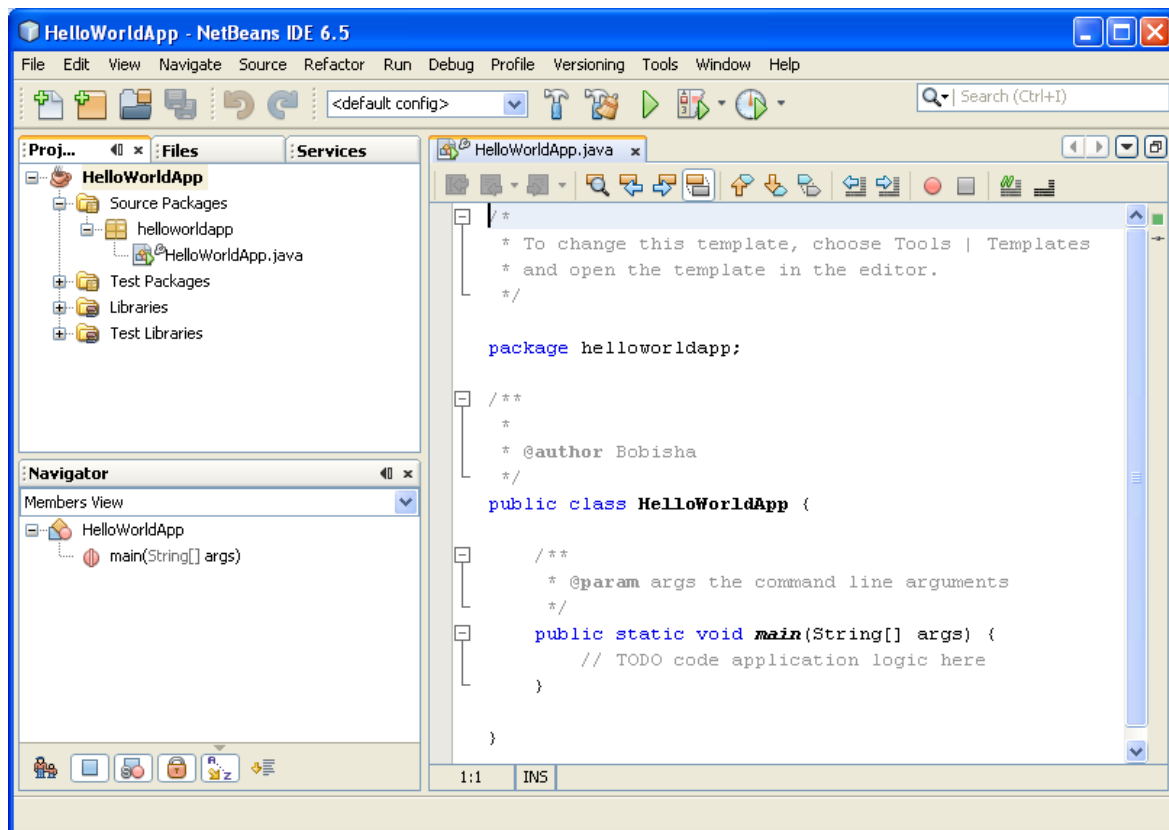 HelloWorldApp - NetBeans IDE 6.5
File Edit View Navigate Source Refactor Run Debug Profile Versioning Tools Window Help
<default config>
Search (Ctrl+I)
Proj...
Files
Services
HelloWorldApp
Source Packages
helloworldapp
HelloWorldApp.java
Test Packages
Libraries
Test Libraries
Navigator
Members View
HelloWorldApp
main(String[] args)
HelloWorldApp.java
/*
* To change this template, choose Tools | Templates
* and open the template in the editor.
*/
package helloworldapp;
/**
*
* @author Bobisha
*/
public class HelloWorldApp {
/**
* @param args the command line arguments
*/
public static void main(String[] args) {
// TODO code application logic here
}
}
1:1 INS